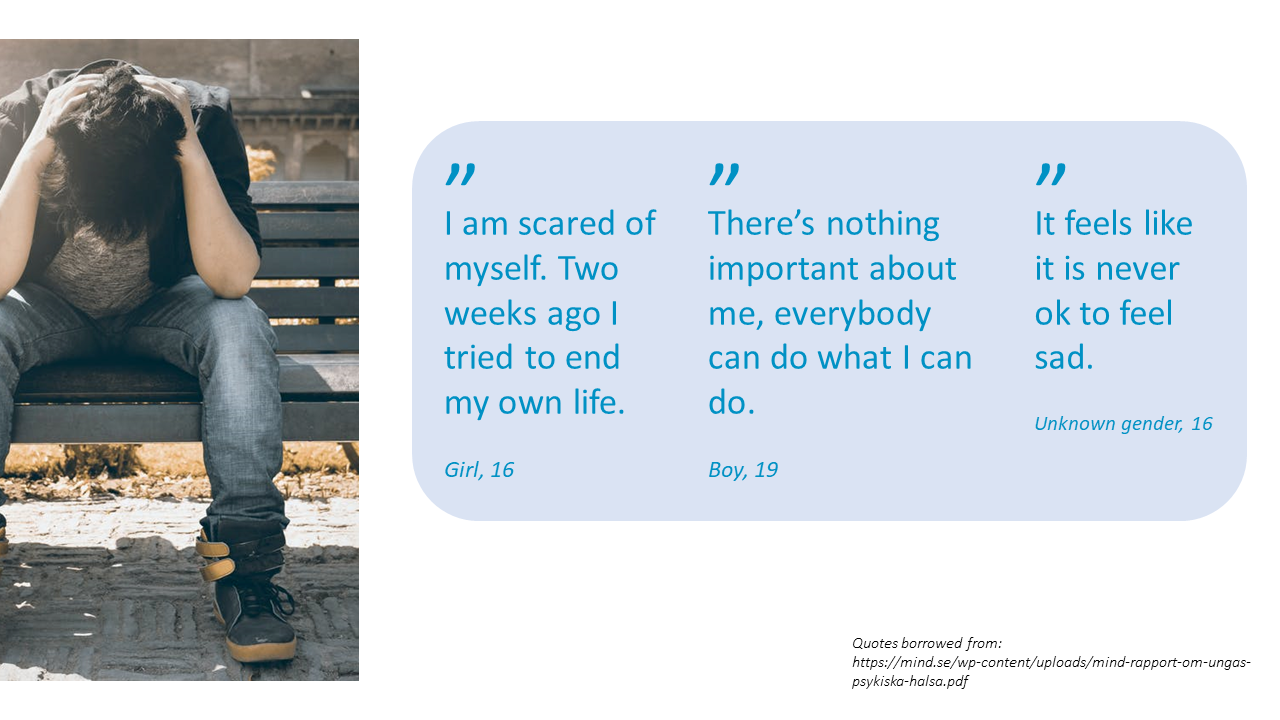 ”
I am scared of
myself. Two
weeks ago I
tried to end
my own life.
Girl, 16
”
There’s nothing
important about
me, everybody
can do what I can
do.
Boy, 19
”
It feels like
it is never
ok to feel
sad.
Unknown gender, 16
Quotes borrowed from:
https://mind.se/wp-content/uploads/mind-rapport-om-ungas-
psykiska-halsa.pdf